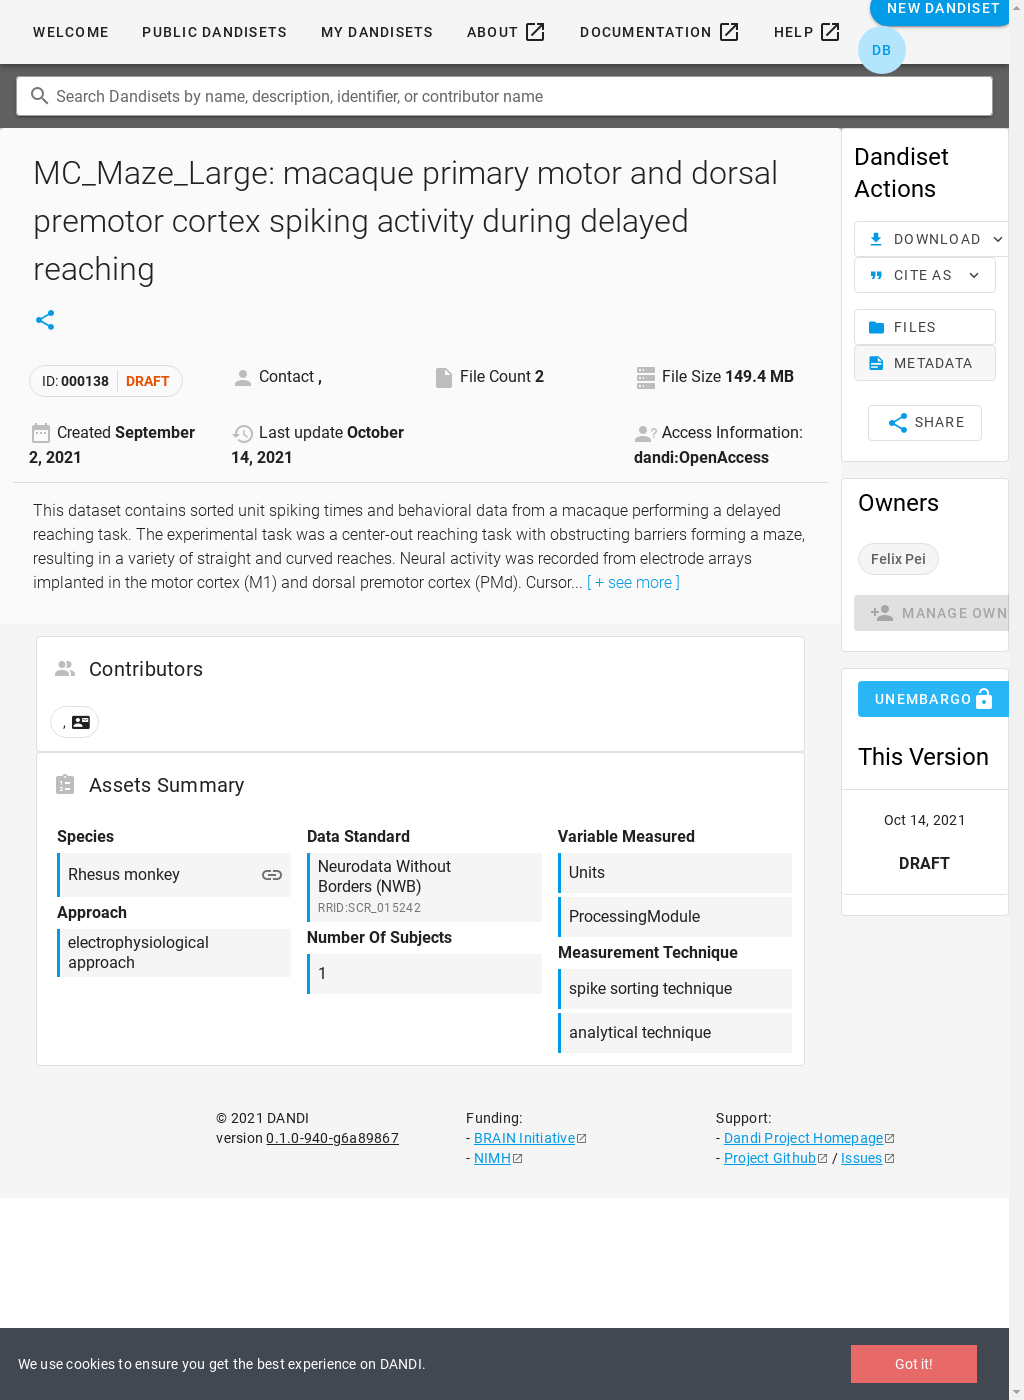 WELCOME PUBLIC DANDISETS MY DANDISETS ABOUT DOCUMENTATION HELP NEW DANDISET
DB
Search Dandisets by name, description, identifier, or contributor name
MC_Maze_Large: macaque primary motor and dorsal
premotor cortex spiking activity during delayed
reaching
ID: 000138 DRAFT
Contact ,
File Count 2
File Size 149.4 MB
Created September
2, 2021
Last update October
14, 2021
Access Information:
dandi:OpenAccess
This dataset contains sorted unit spiking times and behavioral data from a macaque performing a delayed
reaching task. The experimental task was a center-out reaching task with obstructing barriers forming a maze,
resulting in a variety of straight and curved reaches. Neural activity was recorded from electrode arrays
implanted in the motor cortex (M1) and dorsal premotor cortex (PMd). Cursor... [ + see more ]
Contributors
,
Assets Summary
Species
Rhesus monkey
Approach
electrophysiological
approach
Data Standard
Neurodata Without
Borders (NWB)
RRID:SCR_015242
Number Of Subjects
1
Variable Measured
Units
ProcessingModule
Measurement Technique
spike sorting technique
analytical technique
Dandiset
Actions
DOWNLOAD
CITE AS
FILES
METADATA
SHARE
Owners
Felix Pei
MANAGE OWN
UNEMBARGO
This Version
Oct 14, 2021
DRAFT
© 2021 DANDI
version 0.1.0-940-g6a89867
Funding:
- BRAIN Initiative
- NIMH
Support:
- Dandi Project Homepage
- Project Github / Issues
We use cookies to ensure you get the best experience on DANDI.
Got it!